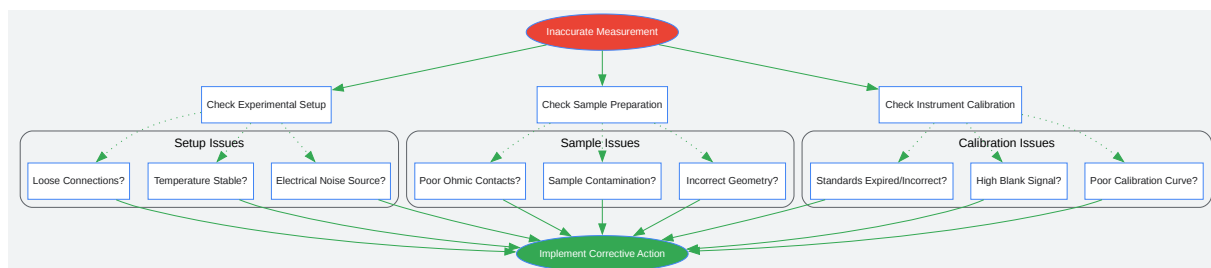 Inaccurate Measurement
Check Experimental Setup
Check Sample Preparation
Check Instrument Calibration
Setup Issues
Sample Issues
Calibration Issues
Loose Connections?
Temperature Stable?
Electrical Noise Source?
Poor Ohmic Contacts?
Sample Contamination?
Incorrect Geometry?
Standards Expired/Incorrect?
High Blank Signal?
Poor Calibration Curve?
Implement Corrective Action